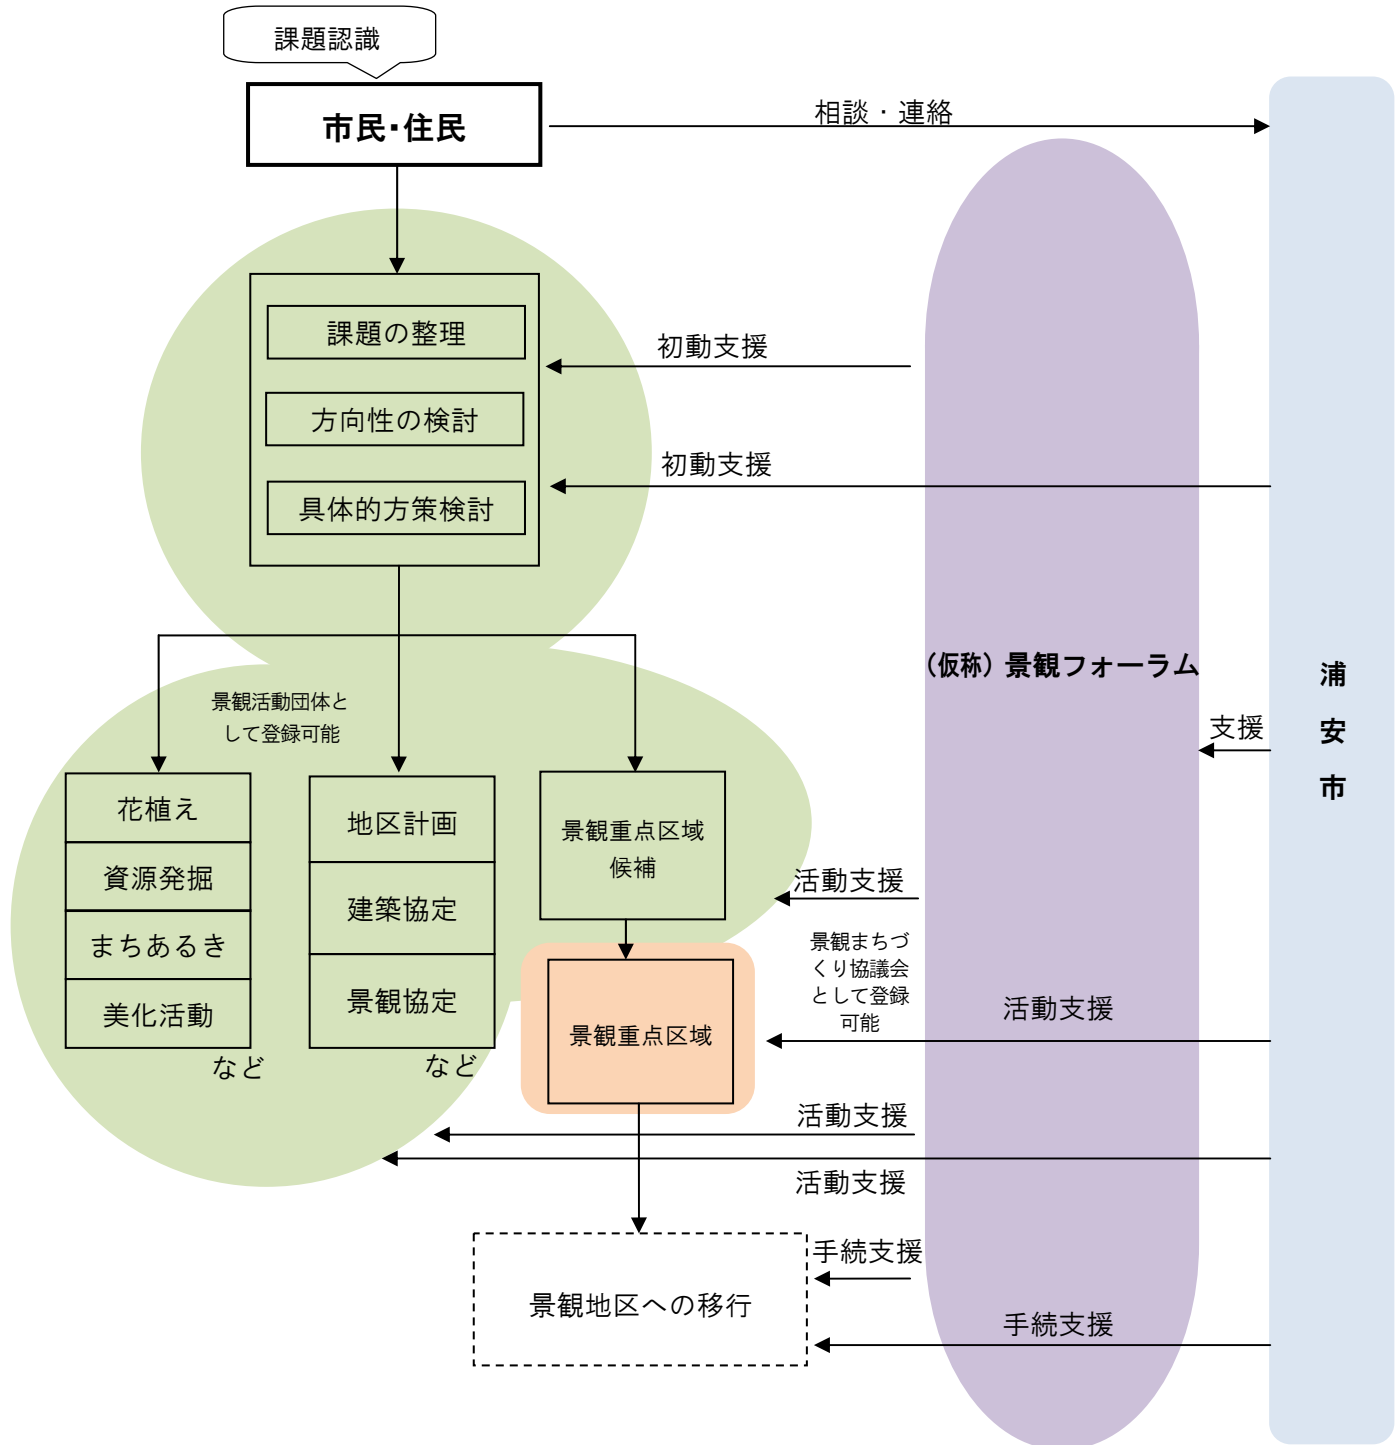 課題認識
市民・住民
相談・連絡
課題の整理
方向性の検討
具体的方策検討
初動支援
初動支援
(仮称)景観フォーラム
浦
安
市
支援
景観活動団体と
して登録可能
花植え
資源発掘
まちあるき
美化活動
など
地区計画
建築協定
景観協定
など
景観重点区域
候補
活動支援
景観まちづ
くり協議会
として登録
可能
活動支援
景観重点区域
活動支援
活動支援
景観地区への移行
手続支援
手続支援